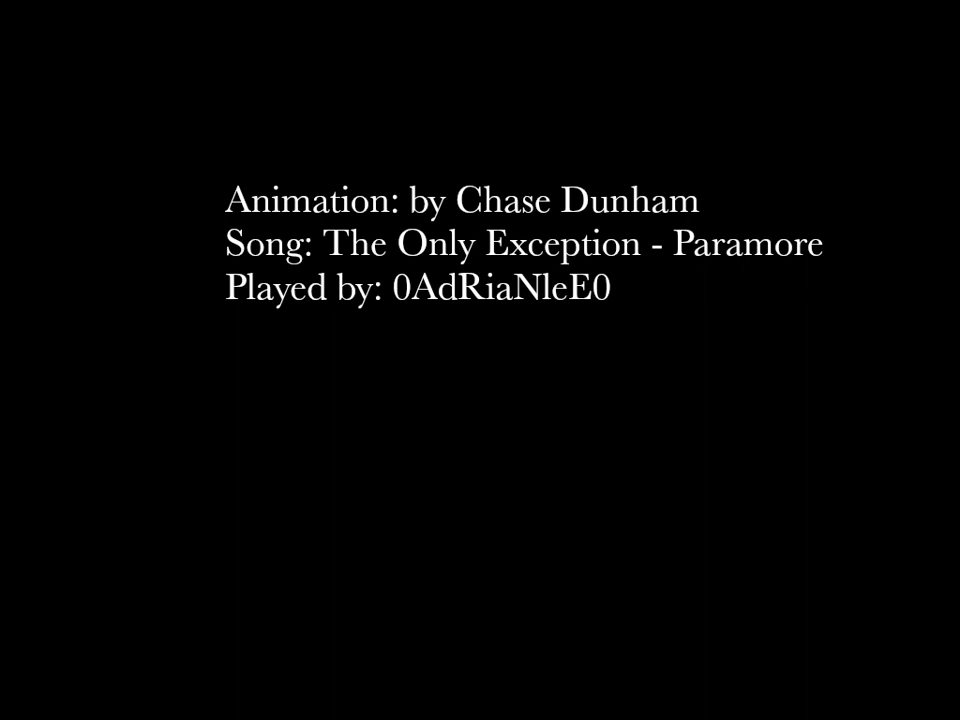 Animation: by Chase Dunham
Song: The Only Exception - Paramore
Played by: 0AdRiaNleE0